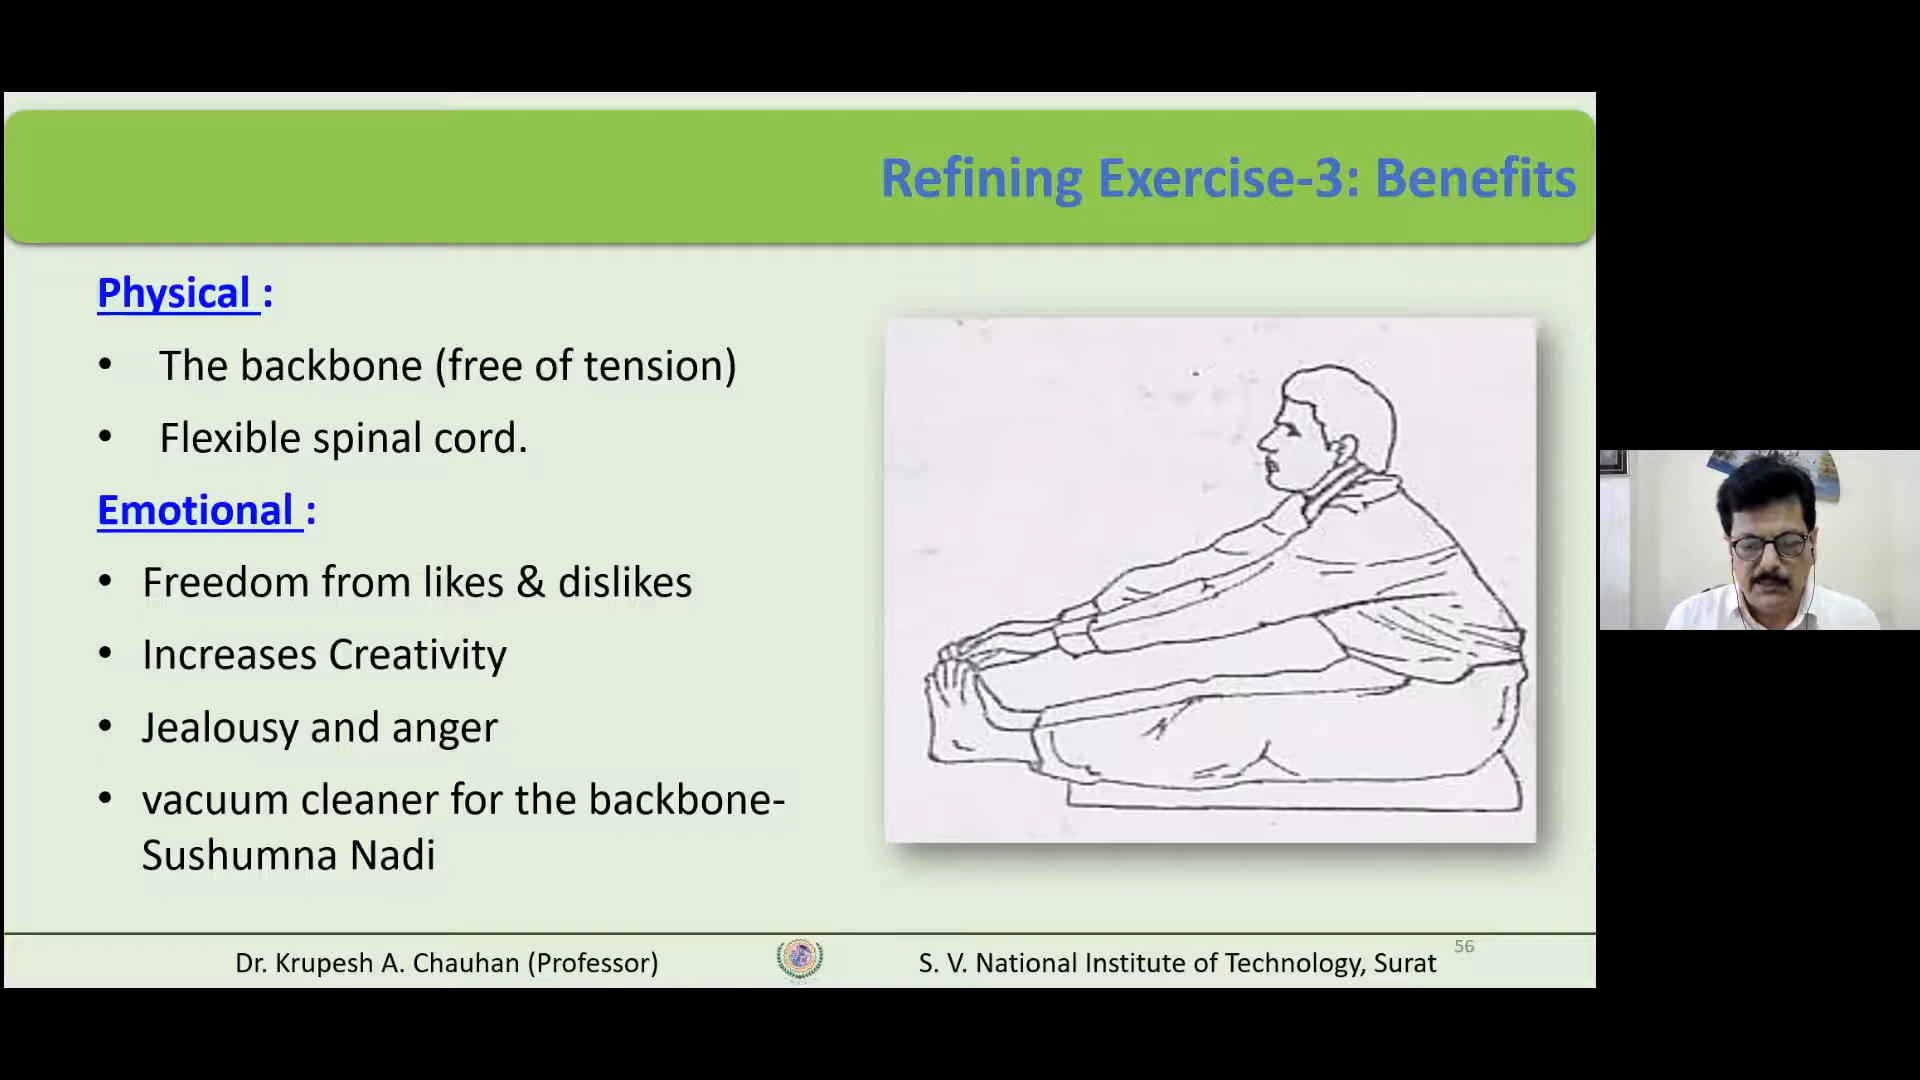 Refining Exercise-3: Benefits
Physical :
• The backbone (free of tension)
• Flexible spinal cord.
Emotional :
• Freedom from likes & dislikes
• Increases Creativity
• Jealousy and anger
• vacuum cleaner for the backbone-
Sushumna Nadi
Dr. Krupesh A. Chauhan (Professor)
S. V. National Institute of Technology, Surat
56